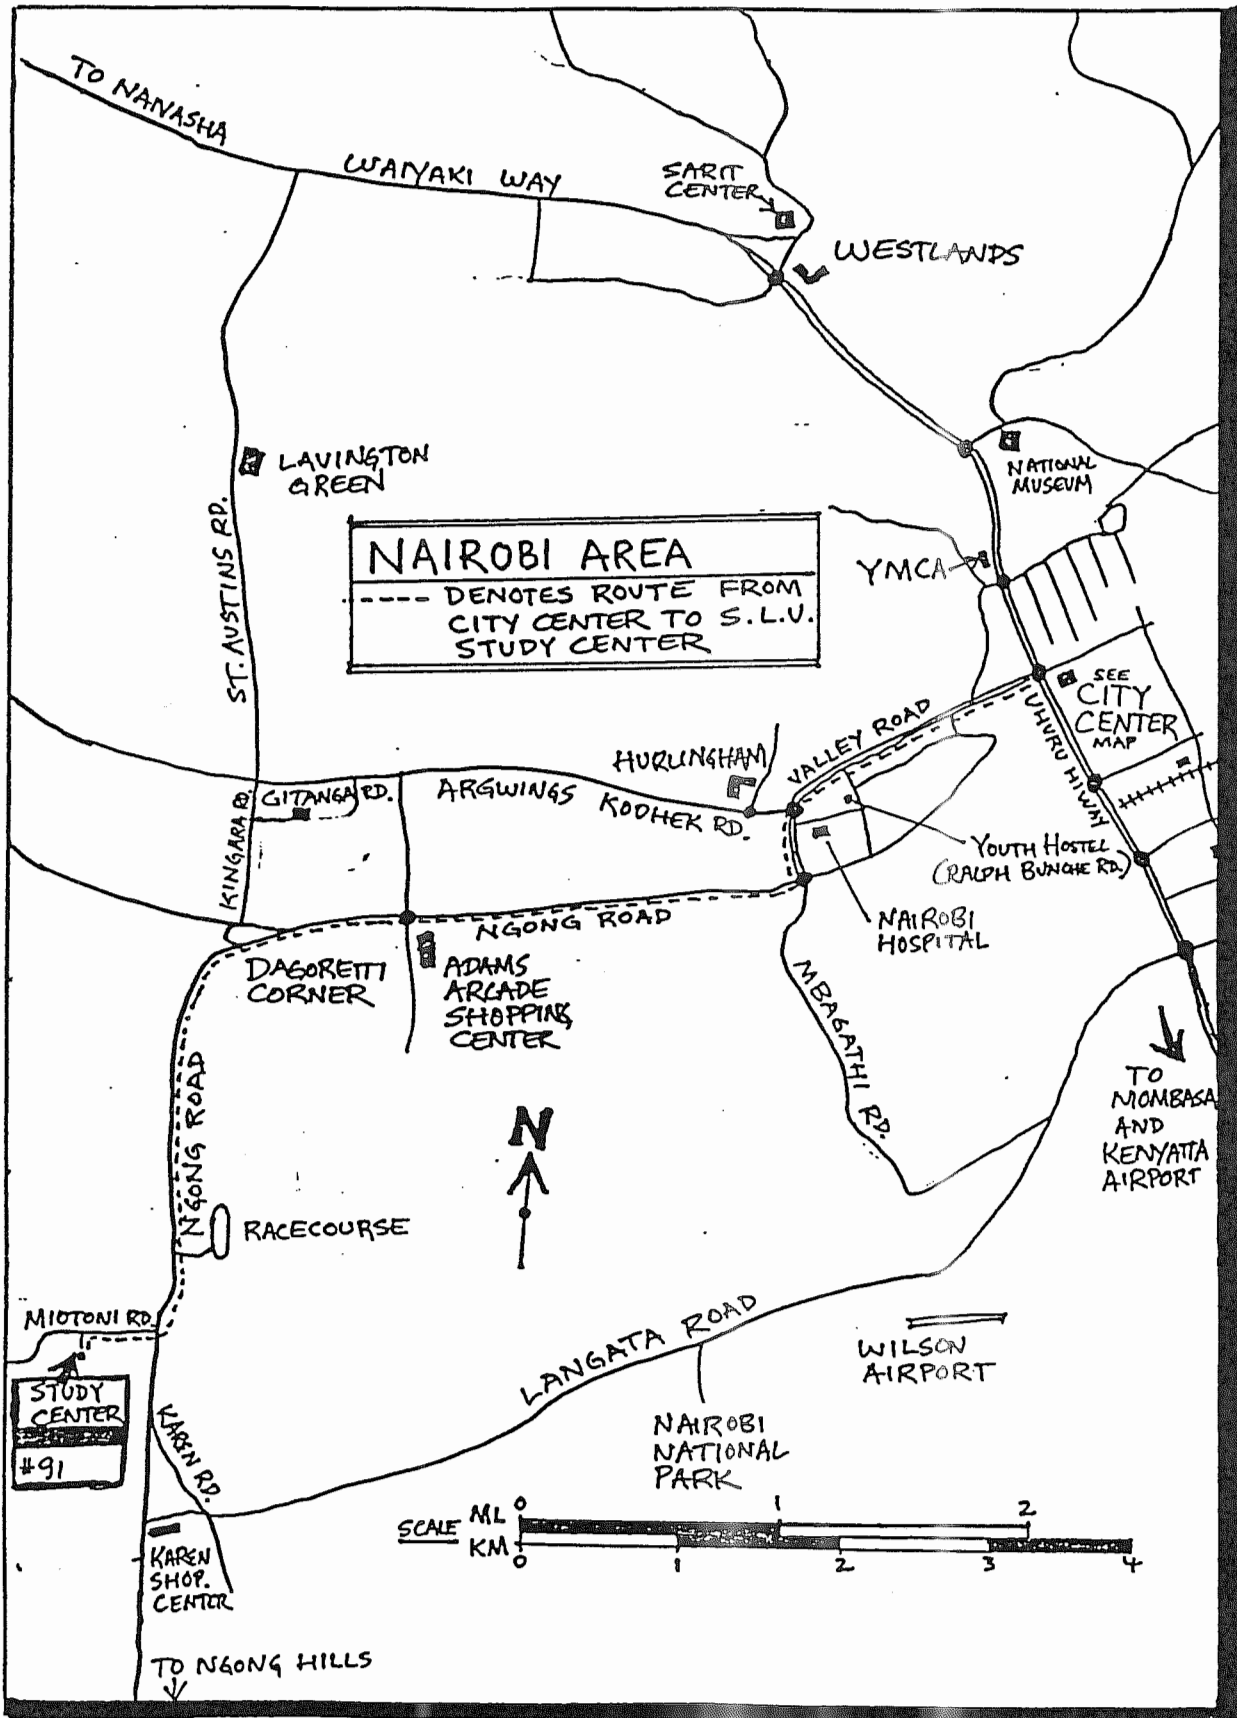 TO NANASHA
WAIYAKI WAY
SARIT
CENTER
WESTLANDS
LAVINGTON
GREEN
NATIONAL
MUSEUM
ST. AUSTINS RD.
NAIROBI AREA
---- DENOTES ROUTE FROM
CITY CENTER TO S.L.U.
STUDY CENTER
YMCA
SEE
CITY
CENTER
MAP
UHURU HIWAY
VALLEY ROAD
HURLINGHAM
KINGARA RD.
GITANGA RD.
ARGWINGS KODHEK RD.
YOUTH HOSTEL
(RALPH BUNCHE RD.)
NAIROBI
HOSPITAL
NGONG ROAD
DAGORETTI
CORNER
ADAMS
ARCADE
SHOPPING
CENTER
MBAGATHI RD.
TO
MOMBASA
AND
KENYATTA
AIRPORT
NGONG ROAD
N
RACECOURSE
MIOTONI RD.
STUDY
CENTER
#91
KAREN RD.
LANGATA ROAD
WILSON
AIRPORT
NAIROBI
NATIONAL
PARK
SCALE
ML 0 1 2
KM 0 1 2 3 4
KAREN
SHOP.
CENTER
TO NGONG HILLS